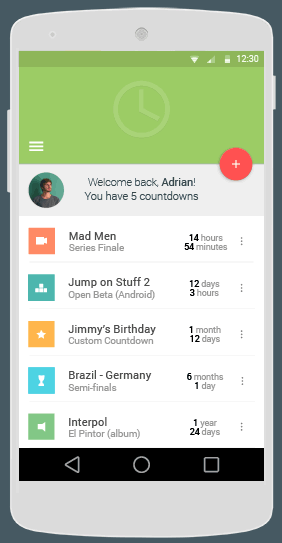 12:30
Welcome back, Adrian!
You have 5 countdowns
Mad Men
Series Finale
14 hours
54 minutes
Jump on Stuff 2
Open Beta (Android)
12 days
3 hours
Jimmy's Birthday
Custom Countdown
1 month
12 days
Brazil - Germany
Semi-finals
6 months
1 day
Interpol
El Pintor (album)
1 year
24 days